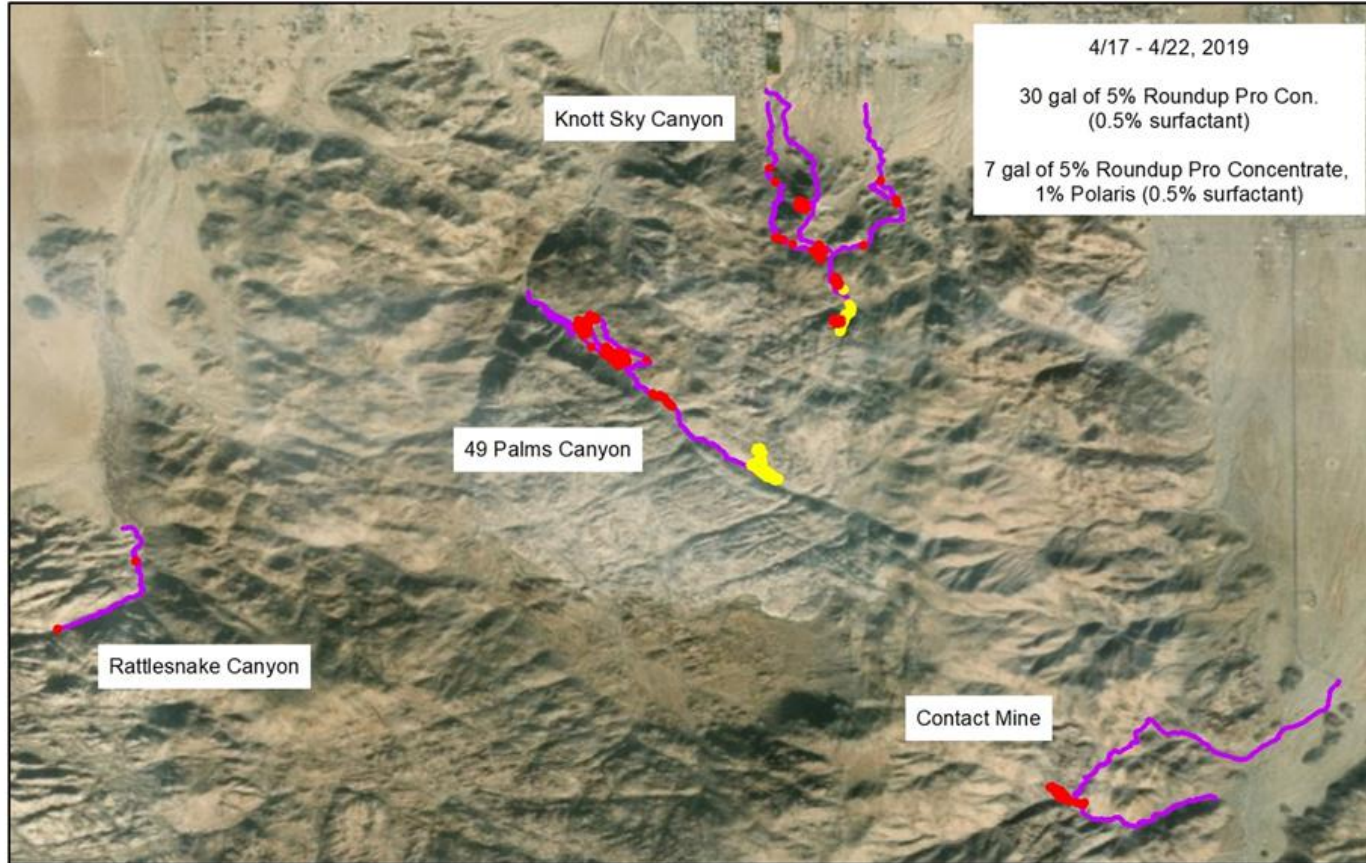 4/17 - 4/22, 2019
30 gal of 5% Roundup Pro Con.
(0.5% surfactant)
7 gal of 5% Roundup Pro Concentrate,
1% Polaris (0.5% surfactant)
Knott Sky Canyon
49 Palms Canyon
Rattlesnake Canyon
Contact Mine